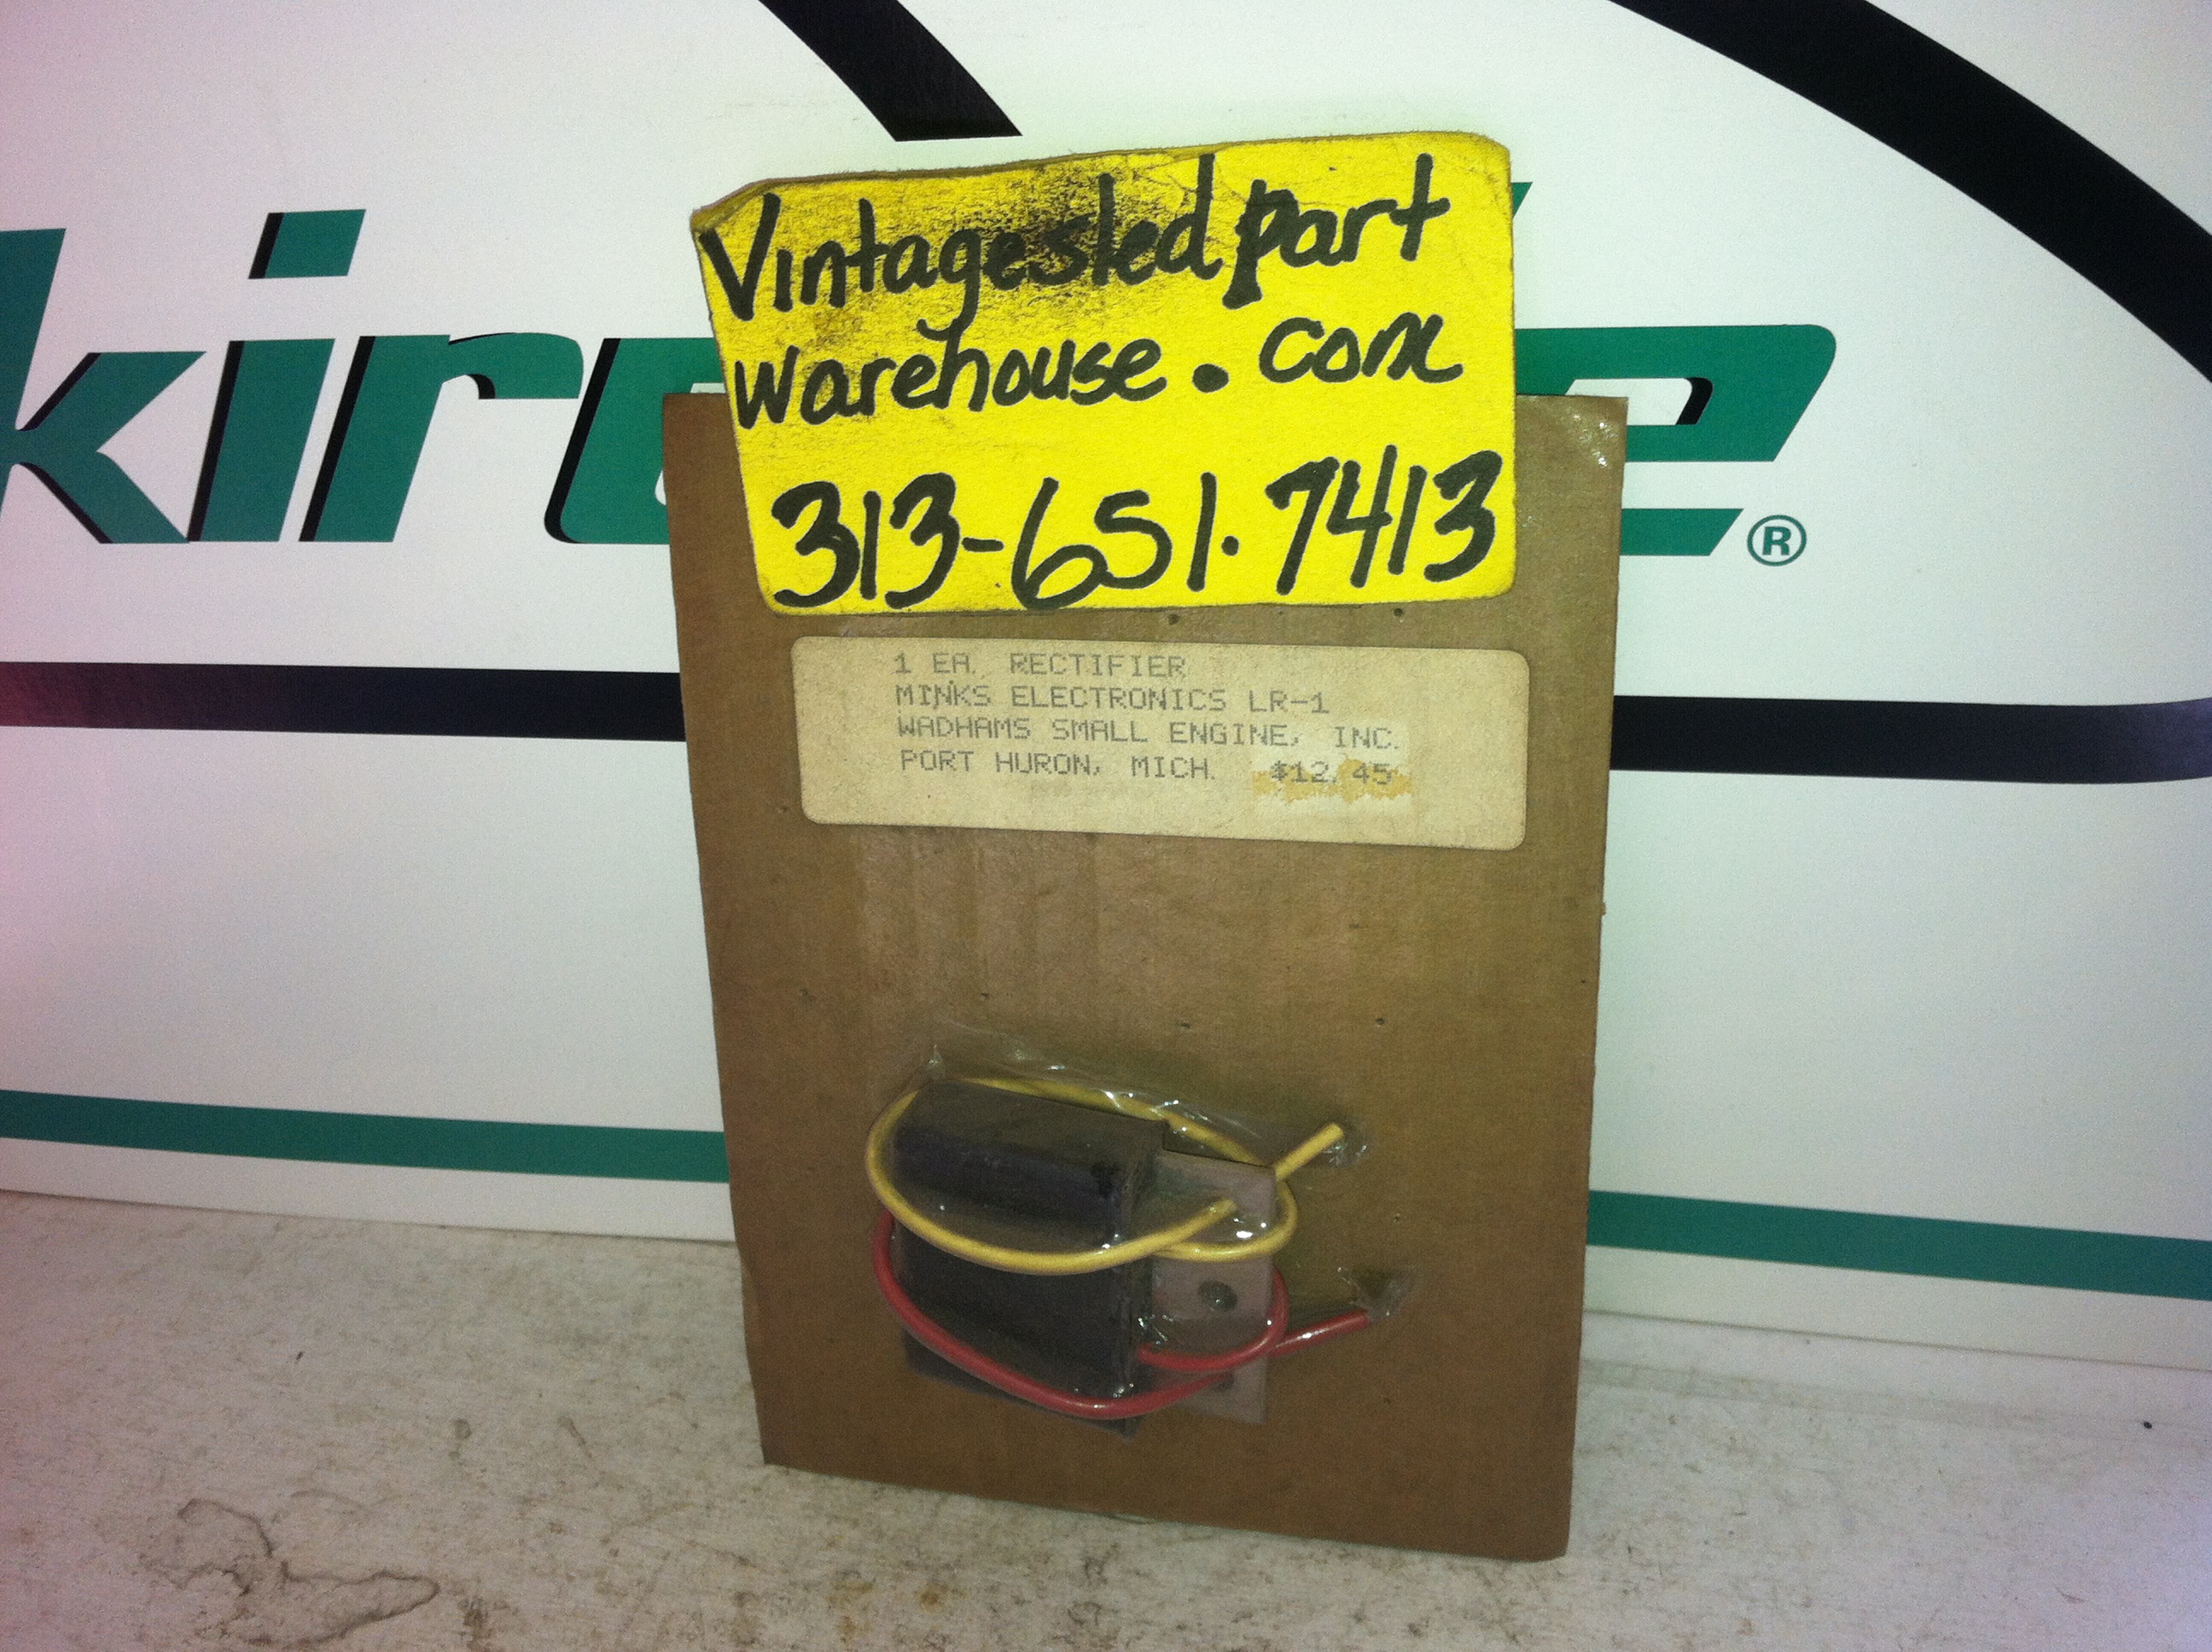 Vintagesledpart
warehouse.com
313-651.7413
kir e®
1 EA. RECTIFIER
MINKS ELECTRONICS LR-1
WADHAMS SMALL ENGINE, INC.
PORT HURON, MICH. $12.45